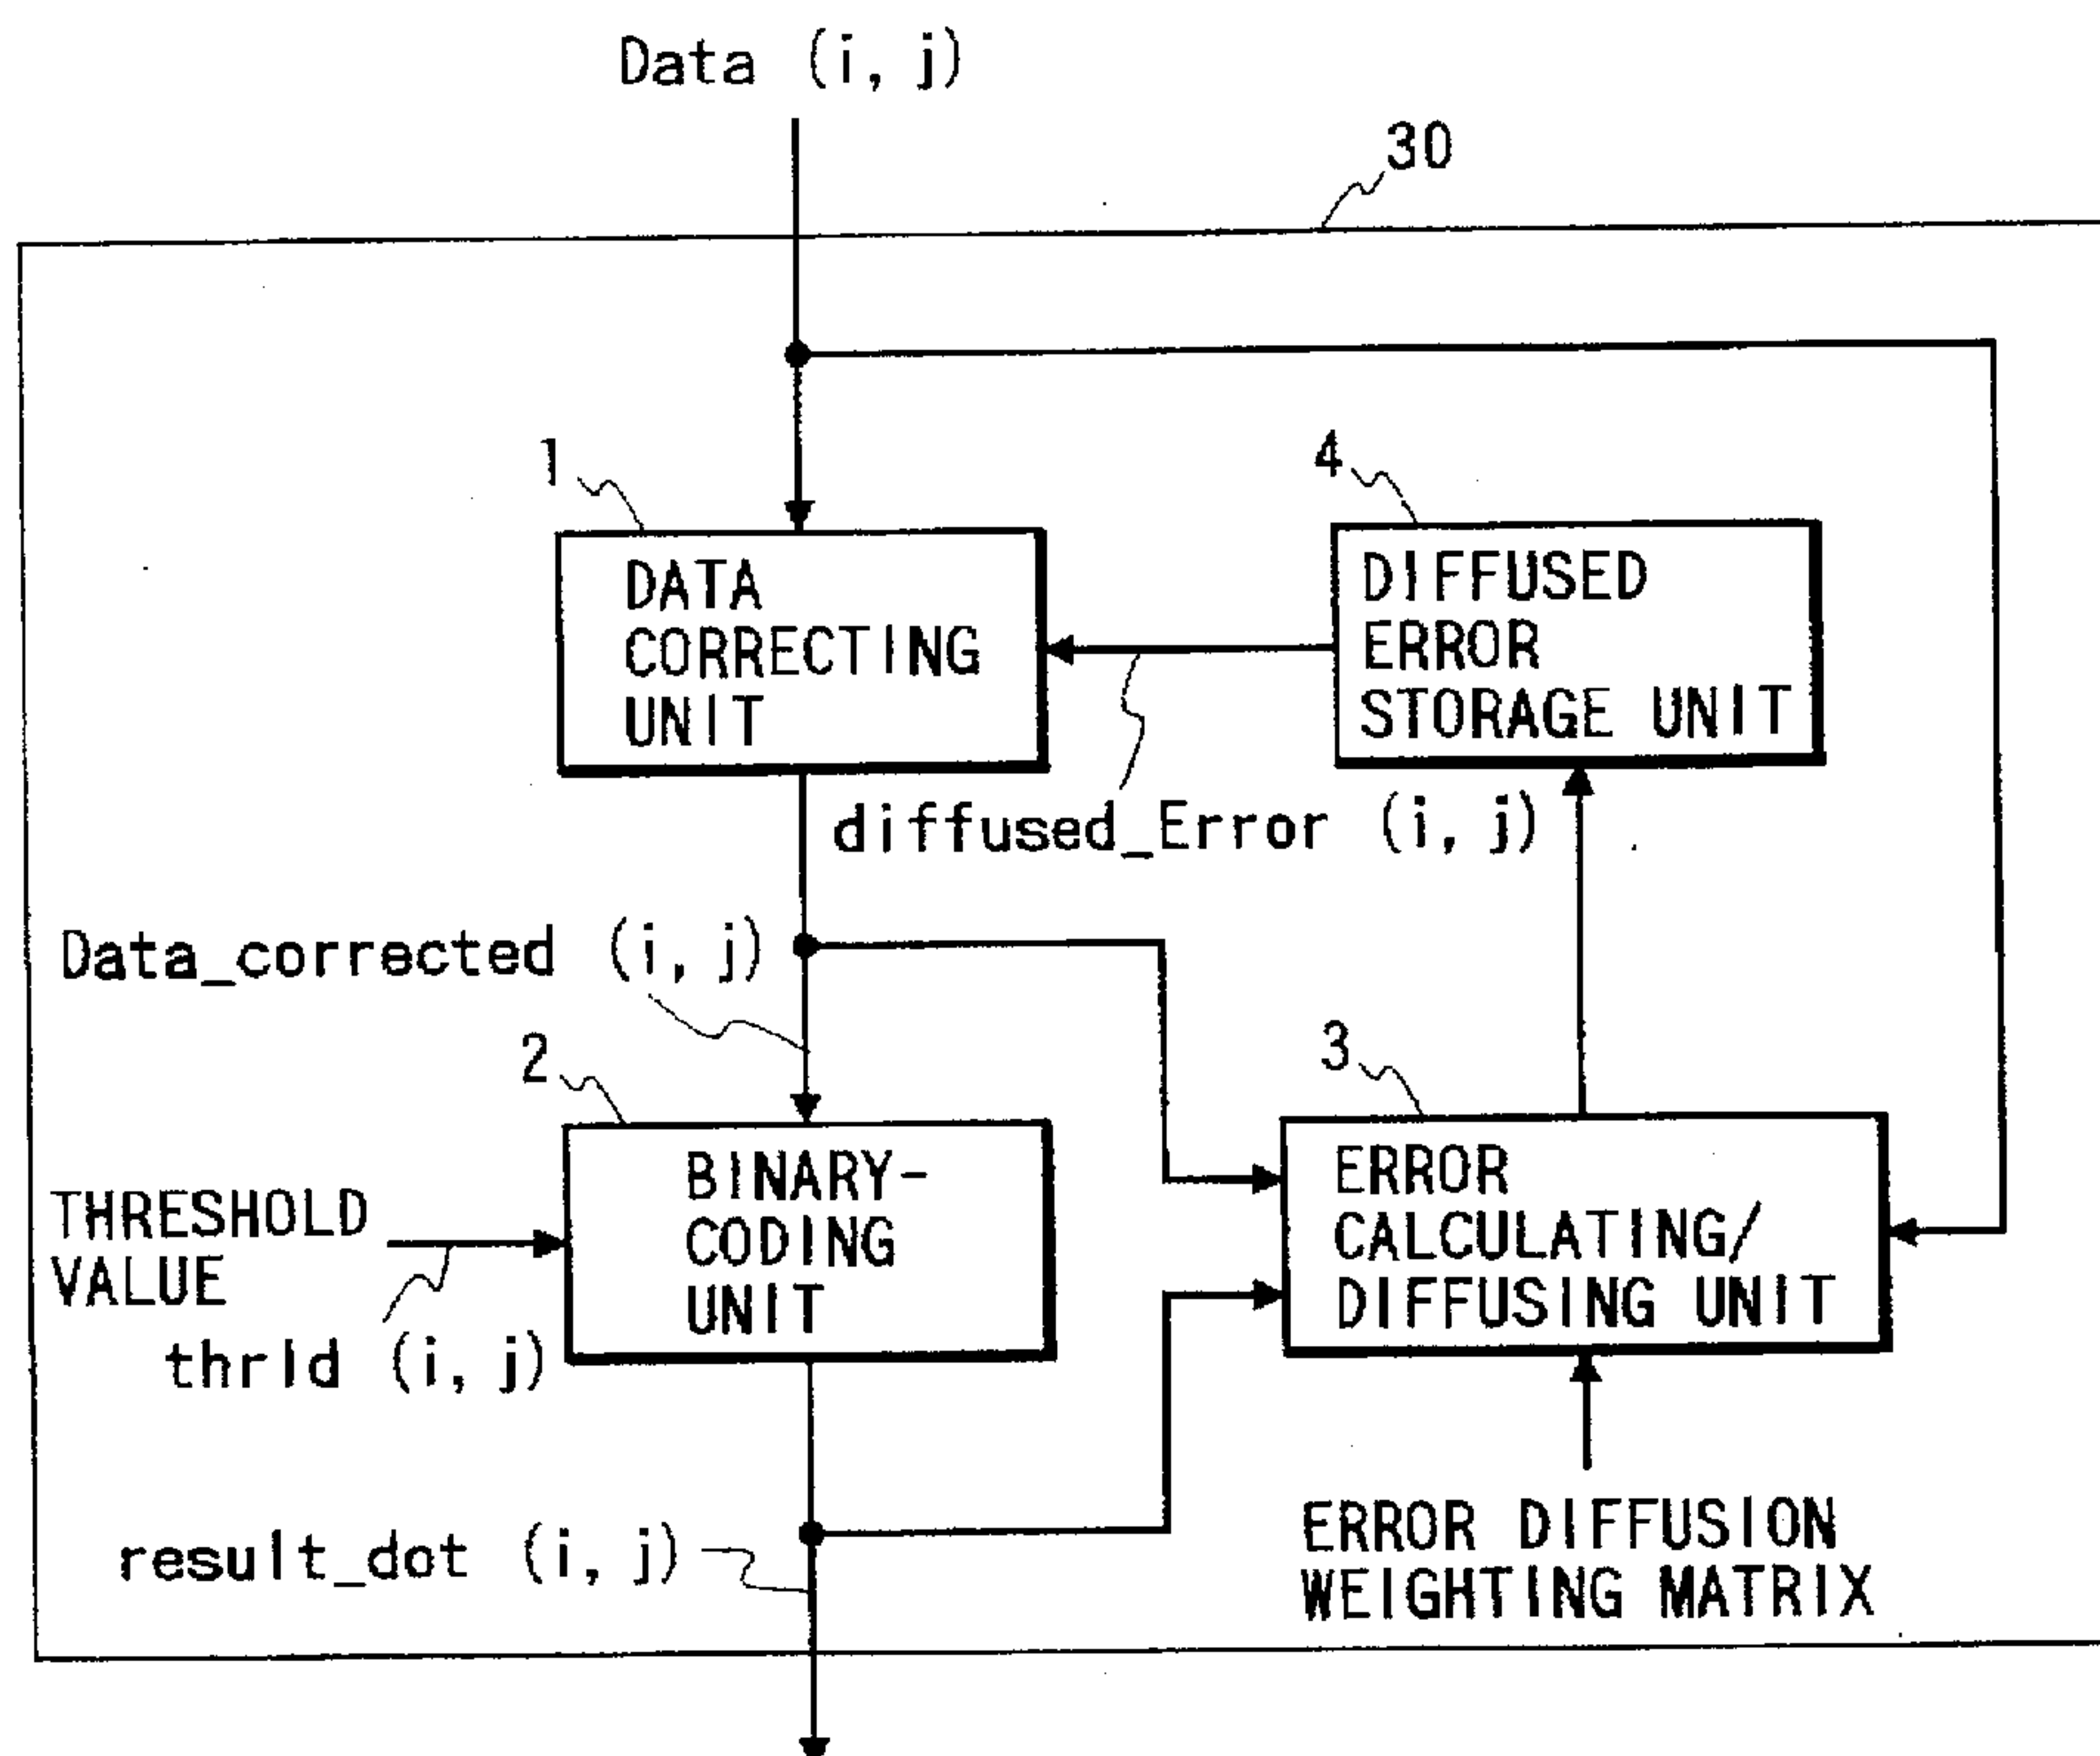 Data (i, j)
30
1
4
DATA
CORRECTING
UNIT
DIFFUSED
ERROR
STORAGE UNIT
diffused_Error (i, j)
Data_corrected (i, j)
2
3
THRESHOLD
VALUE
thrld (i, j)
BINARY-
CODING
UNIT
ERROR
CALCULATING/
DIFFUSING UNIT
result_dot (i, j)
ERROR DIFFUSION
WEIGHTING MATRIX